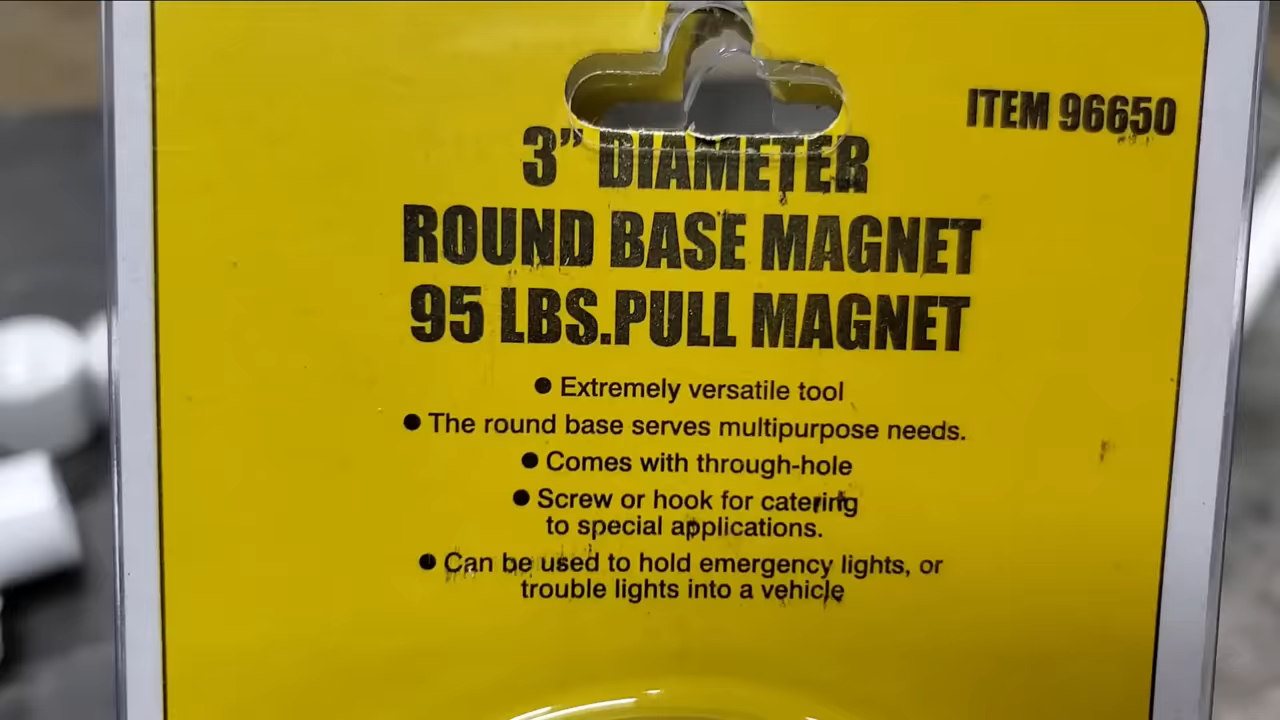 ITEM 96650
3” DIAMETER
ROUND BASE MAGNET
95 LBS.PULL MAGNET
● Extremely versatile tool
● The round base serves multipurpose needs.
● Comes with through-hole
● Screw or hook for catering
to special applications.
● Can be used to hold emergency lights, or
trouble lights into a vehicle